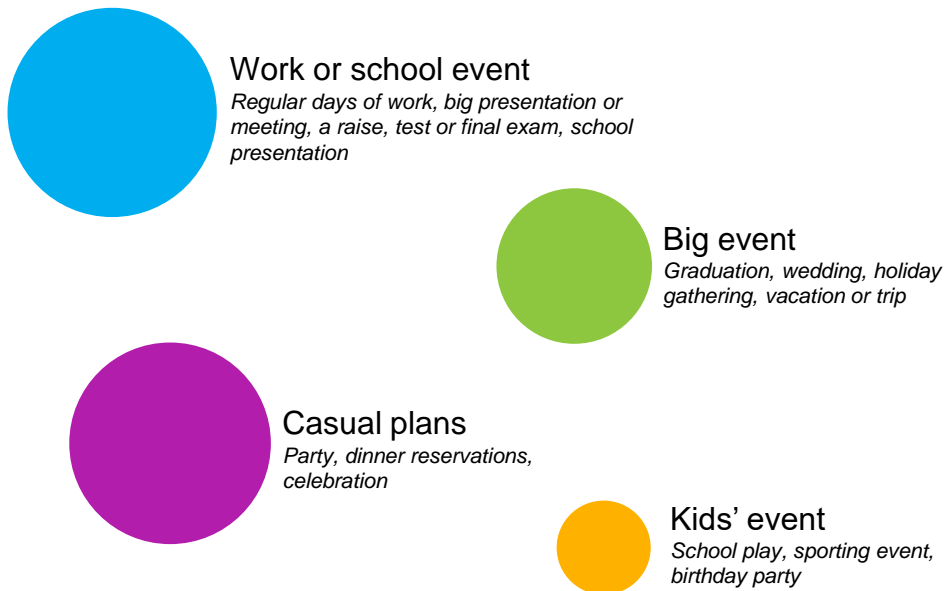 Work or school event
Regular days of work, big presentation or
meeting, a raise, test or final exam, school
presentation
Big event
Graduation, wedding, holiday
gathering, vacation or trip
Casual plans
Party, dinner reservations,
celebration
Kids’ event
School play, sporting event,
birthday party